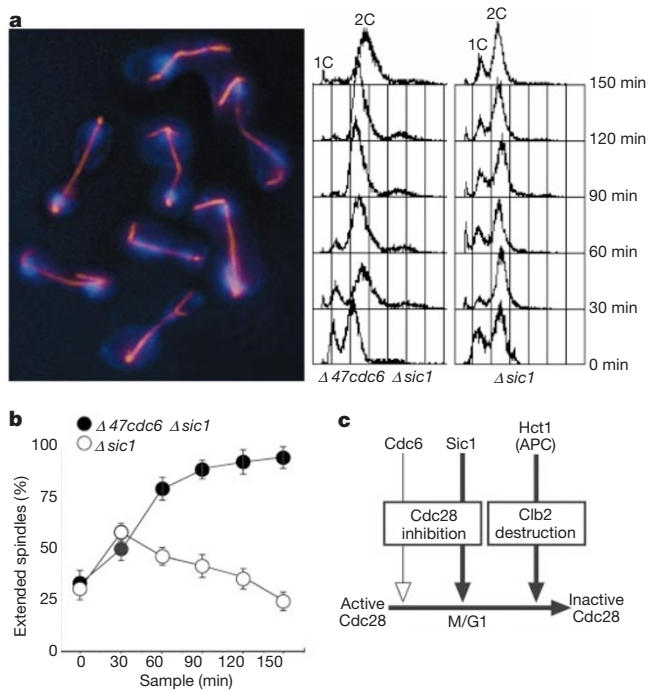 a
1C
2C
1C
2C
150 min
120 min
90 min
60 min
30 min
0 min
Δ47cdc6 Δsic1
Δsic1
b
Δ47cdc6 Δsic1
Δsic1
Extended spindles (%)
100
75
50
25
0
0 30 60 90 120 150
Sample (min)
c
Cdc6
Sic1
Hct1
(APC)
Cdc28
inhibition
Clb2
destruction
Active
Cdc28
M/G1
Inactive
Cdc28